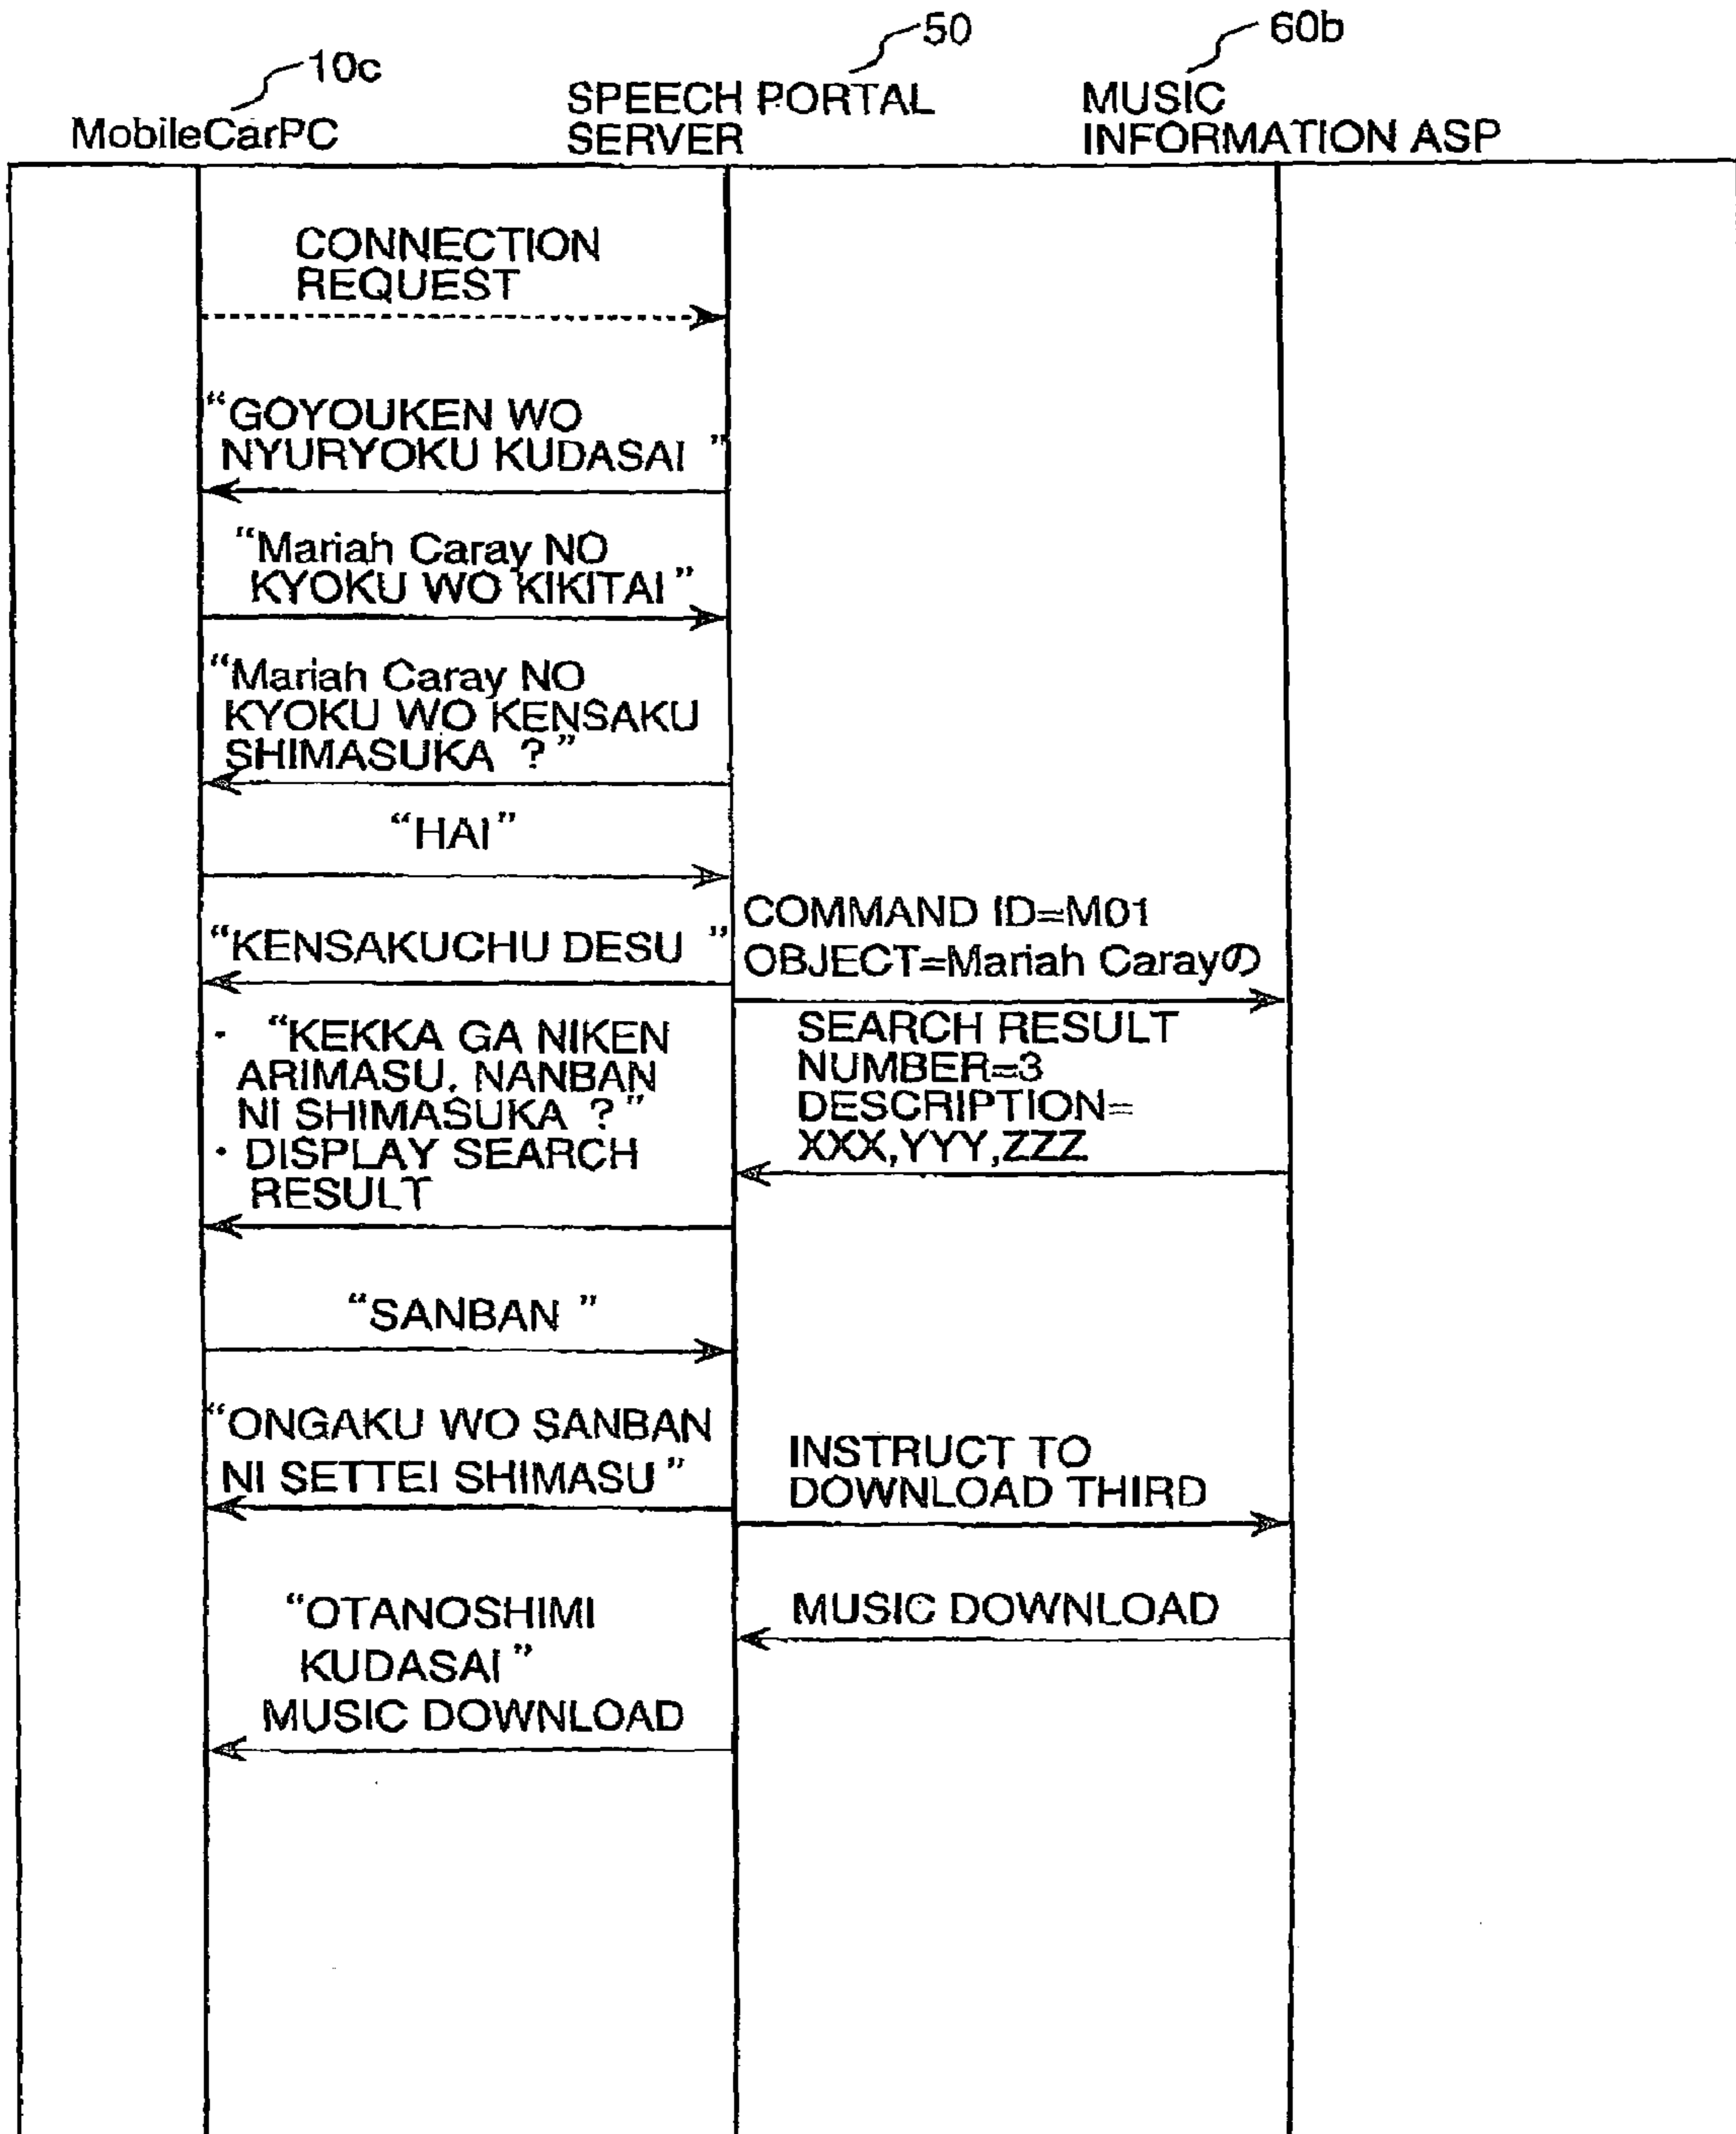 10c
50
60b
MobileCarPC
SPEECH PORTAL
SERVER
MUSIC
INFORMATION ASP
CONNECTION
REQUEST
“GOYOUKEN WO
NYURYOKU KUDASAI ”
“Mariah Caray NO
KYOKU WO KIKITAI”
“Mariah Caray NO
KYOKU WO KENSAKU
SHIMASUKA ?”
“HAI”
“KENSAKUCHU DESU ”
COMMAND ID=M01
OBJECT=Mariah Carayの
· “KEKKA GA NIKEN
ARIMASU. NANBAN
NI SHIMASUKA ?”
· DISPLAY SEARCH
RESULT
SEARCH RESULT
NUMBER=3
DESCRIPTION=
XXX,YYY,ZZZ
“SANBAN ”
“ONGAKU WO SANBAN
NI SETTEI SHIMASU”
INSTRUCT TO
DOWNLOAD THIRD
“OTANOSHIMI
KUDASAI”
MUSIC DOWNLOAD
MUSIC DOWNLOAD